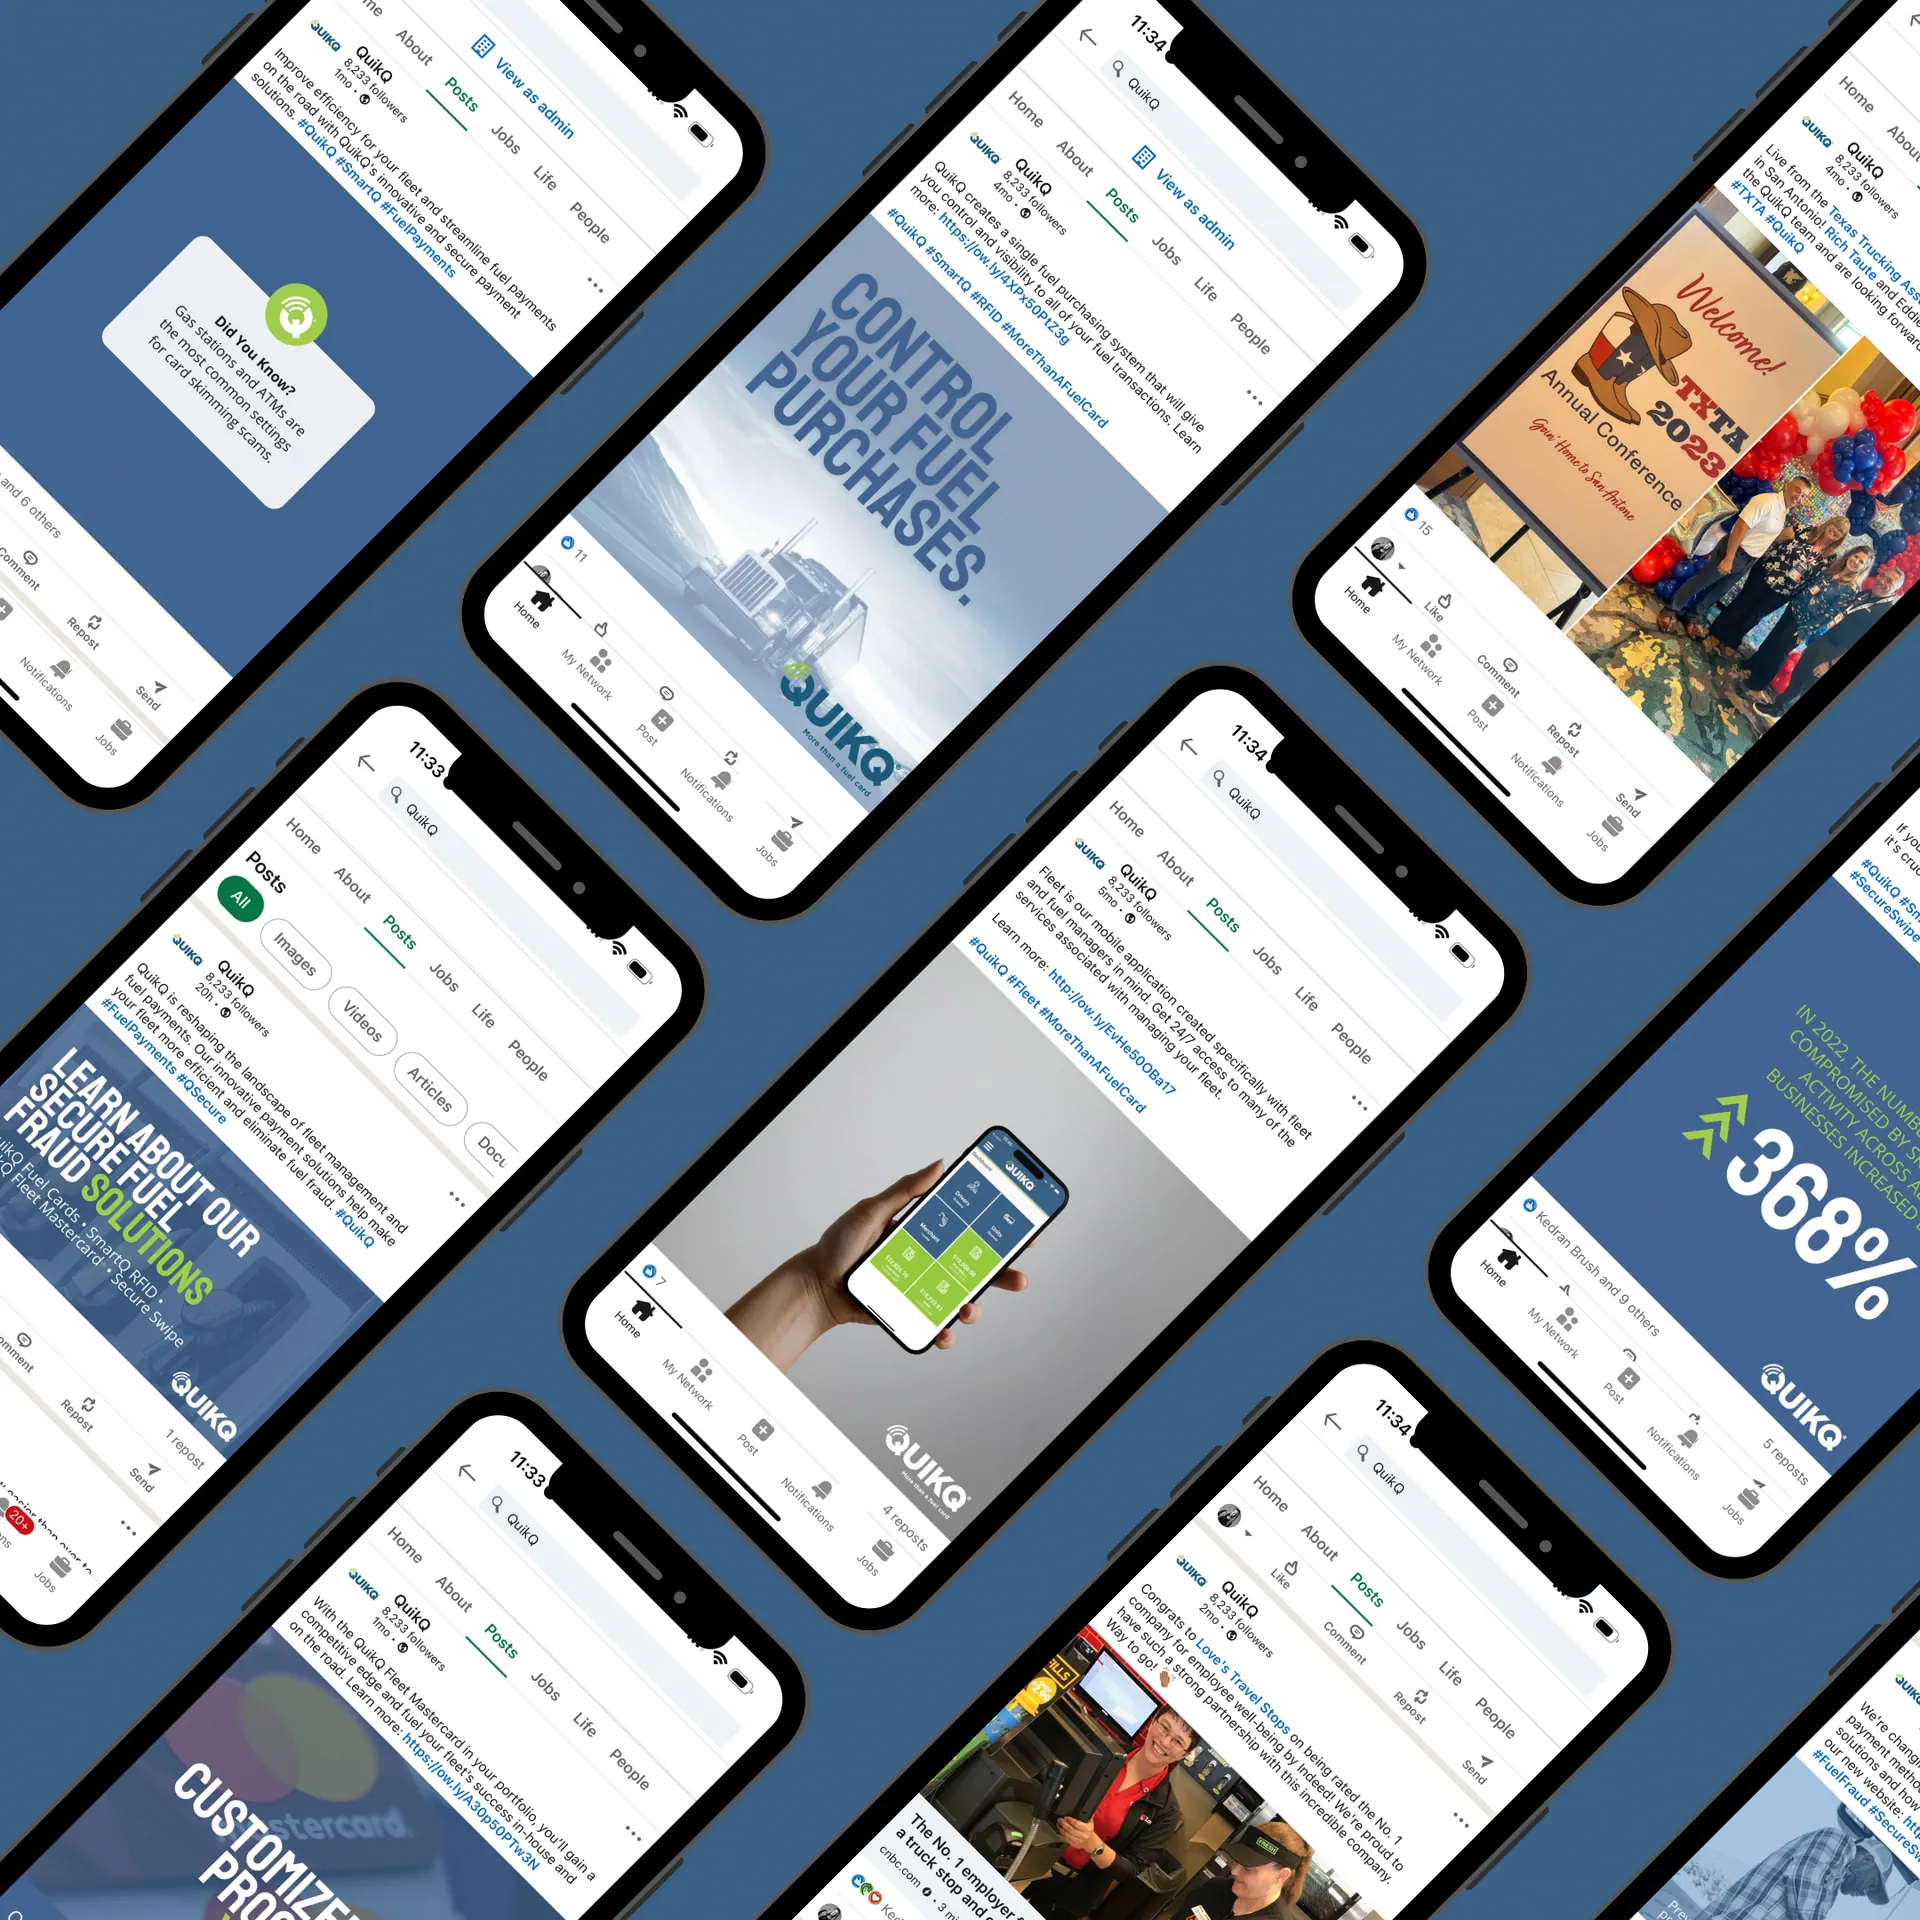 About
Posts
Jobs
Life
People
View as admin
QUIKQ
QuikQ
8,233 followers
1mo •
Improve efficiency for your fleet and streamline fuel payments
on the road with QuikQ's innovative and secure payment
solutions. #QuikQ #SmartQ #FuelPayments
Did You Know?
Gas stations and ATMs are
the most common settings
for card skimming scams.
and 6 others
Comment
Repost
Send
Notifications
Jobs
11:34
QuikQ
Home
About
Posts
Jobs
Life
People
View as admin
QUIKQ
QuikQ
8,233 followers
4mo •
QuikQ creates a single fuel purchasing system that will give
you control and visibility to all of your fuel transactions. Learn
more: https://ow.ly/4XPx50PtZ3g
#QuikQ #SmartQ #RFID #MoreThanAFuelCard
CONTROL
YOUR FUEL
PURCHASES.
QUIKQ
More than a fuel card
11
Home
My Network
Post
Notifications
Jobs
Home
About
QUIKQ
QuikQ
8,233 followers
4mo •
Live from the Texas Trucking
in San Antonio! Rich Taute and Eddie
the QuikQ team and are looking forward
#TXTA #QuikQ
Welcome!
TXTA
2023
Annual Conference
Goin' Home to San Antone
15
Like
Comment
Repost
Send
Home
My Network
Post
Notifications
Jobs
11:33
QuikQ
Home
About
Posts
Jobs
Life
People
Posts
All
Images
Videos
Articles
QUIKQ
QuikQ
8,233 followers
20h •
QuikQ is reshaping the landscape of fleet management and
fuel payments. Our innovative payment solutions help make
your fleet more efficient and eliminate fuel fraud. #QuikQ
#FuelPayments #QSecure
LEARN ABOUT OUR
SECURE FUEL
FRAUD SOLUTIONS
Fuel Cards • SmartQ RFID •
Fleet Mastercard • Secure Swipe
QUIKQ
1 repost
Repost
Send
20+
Jobs
11:34
QuikQ
Home
About
Posts
Jobs
Life
People
QUIKQ
QuikQ
8,233 followers
5mo •
Fleet is our mobile application created specifically with fleet
and fuel managers in mind. Get 24/7 access to many of the
services associated with managing your fleet.
Learn more: http://ow.ly/EvHe50OBa17
#QuikQ #Fleet #MoreThanAFuelCard
QUIKQ
Dashboard
Drivers
Units
Merchant
QUIKQ
More than a fuel card
7
4 reposts
Home
My Network
Post
Notifications
Jobs
If you
it's
#QuikQ
#SecureSwipe
IN 2022, THE
COMPROMISED BY
ACTIVITY ACROSS
BUSINESSES INCREASED
368%
QUIKQ
Kedran Brush and 9 others
5 reposts
Home
My Network
Post
Notifications
Jobs
11:33
QuikQ
Home
About
Posts
Jobs
Life
People
QUIKQ
QuikQ
8,233 followers
1mo •
With the QuikQ Fleet Mastercard in your portfolio, you'll gain a
competitive edge and fuel your fleet's success in-house and
on the road. Learn more: https://ow.ly/A30p50PTw3N
mastercard
11:34
QuikQ
Home
About
Posts
Jobs
Life
People
Like
Comment
Repost
Send
QUIKQ
QuikQ
8,233 followers
2mo •
Congrats to Love's Travel Stops on being rated the No. 1
company for employee well-being by Indeed! We're proud to
have such a strong partnership with this incredible company.
Way to go!
FRESH
The No. 1 employer
a truck stop and
cnbc.com • 3
We're
payment
solutions and how
our new website:
#FuelFraud